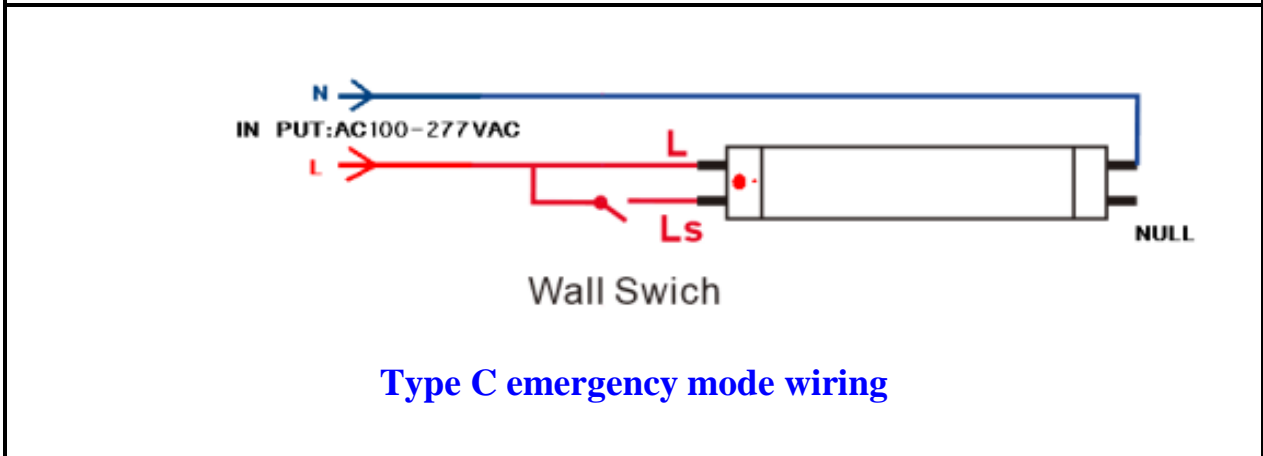 N
IN PUT:AC100-277VAC
L
L
Ls
NULL
Wall Swich
Type C emergency mode wiring